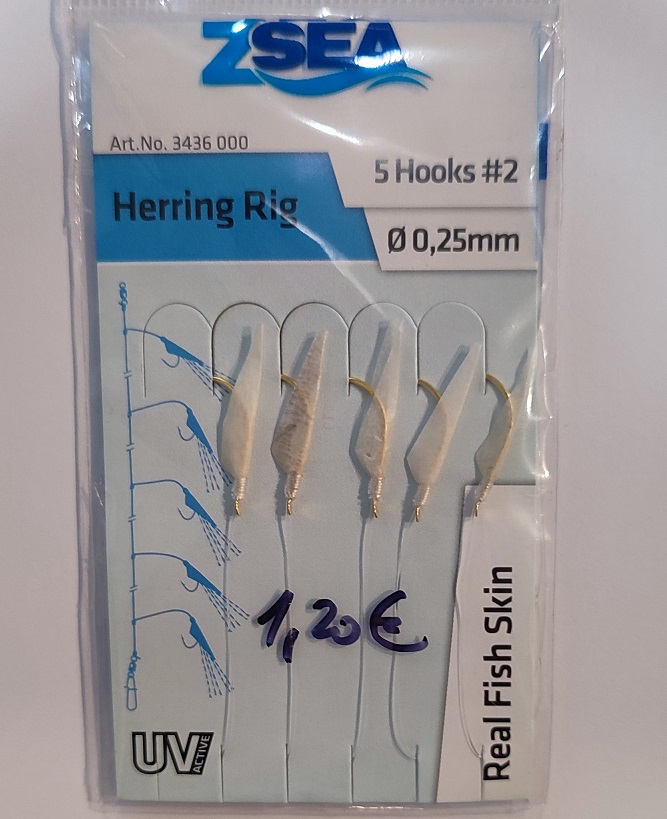 ZSEA
Art.No. 3436 000
5 Hooks #2
Herring Rig
Ø 0,25mm
1,20€
Real Fish Skin
UV ACTIVE